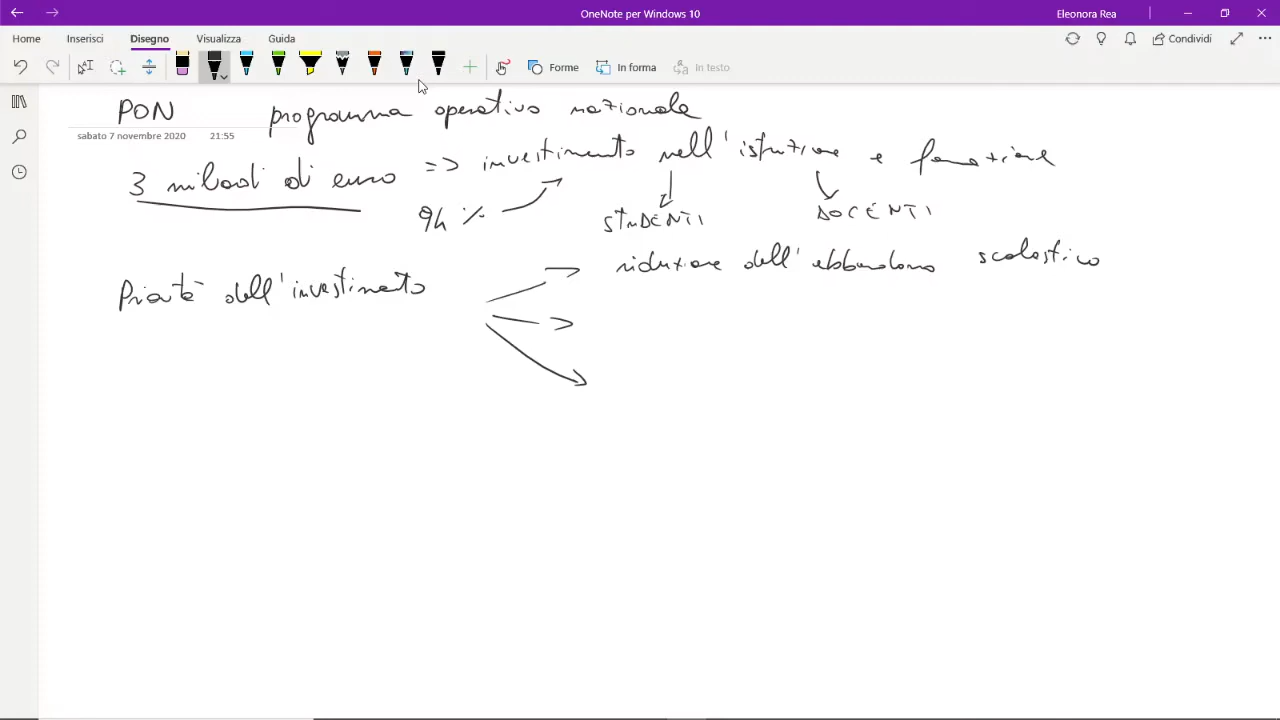 OneNote per Windows 10
Eleonora Rea
Home Inserisci Disegno Visualizza Guida
Condividi
Forme In forma In testo
PON programma operativo nazionale
sabato 7 novembre 2020 21:55
3 miliardi di euro => investimento nell'istruzione e formazione
94 %
STUDENTI DOCENTI
riduzione dell'abbandono scolastico
Priorità dell'investimento